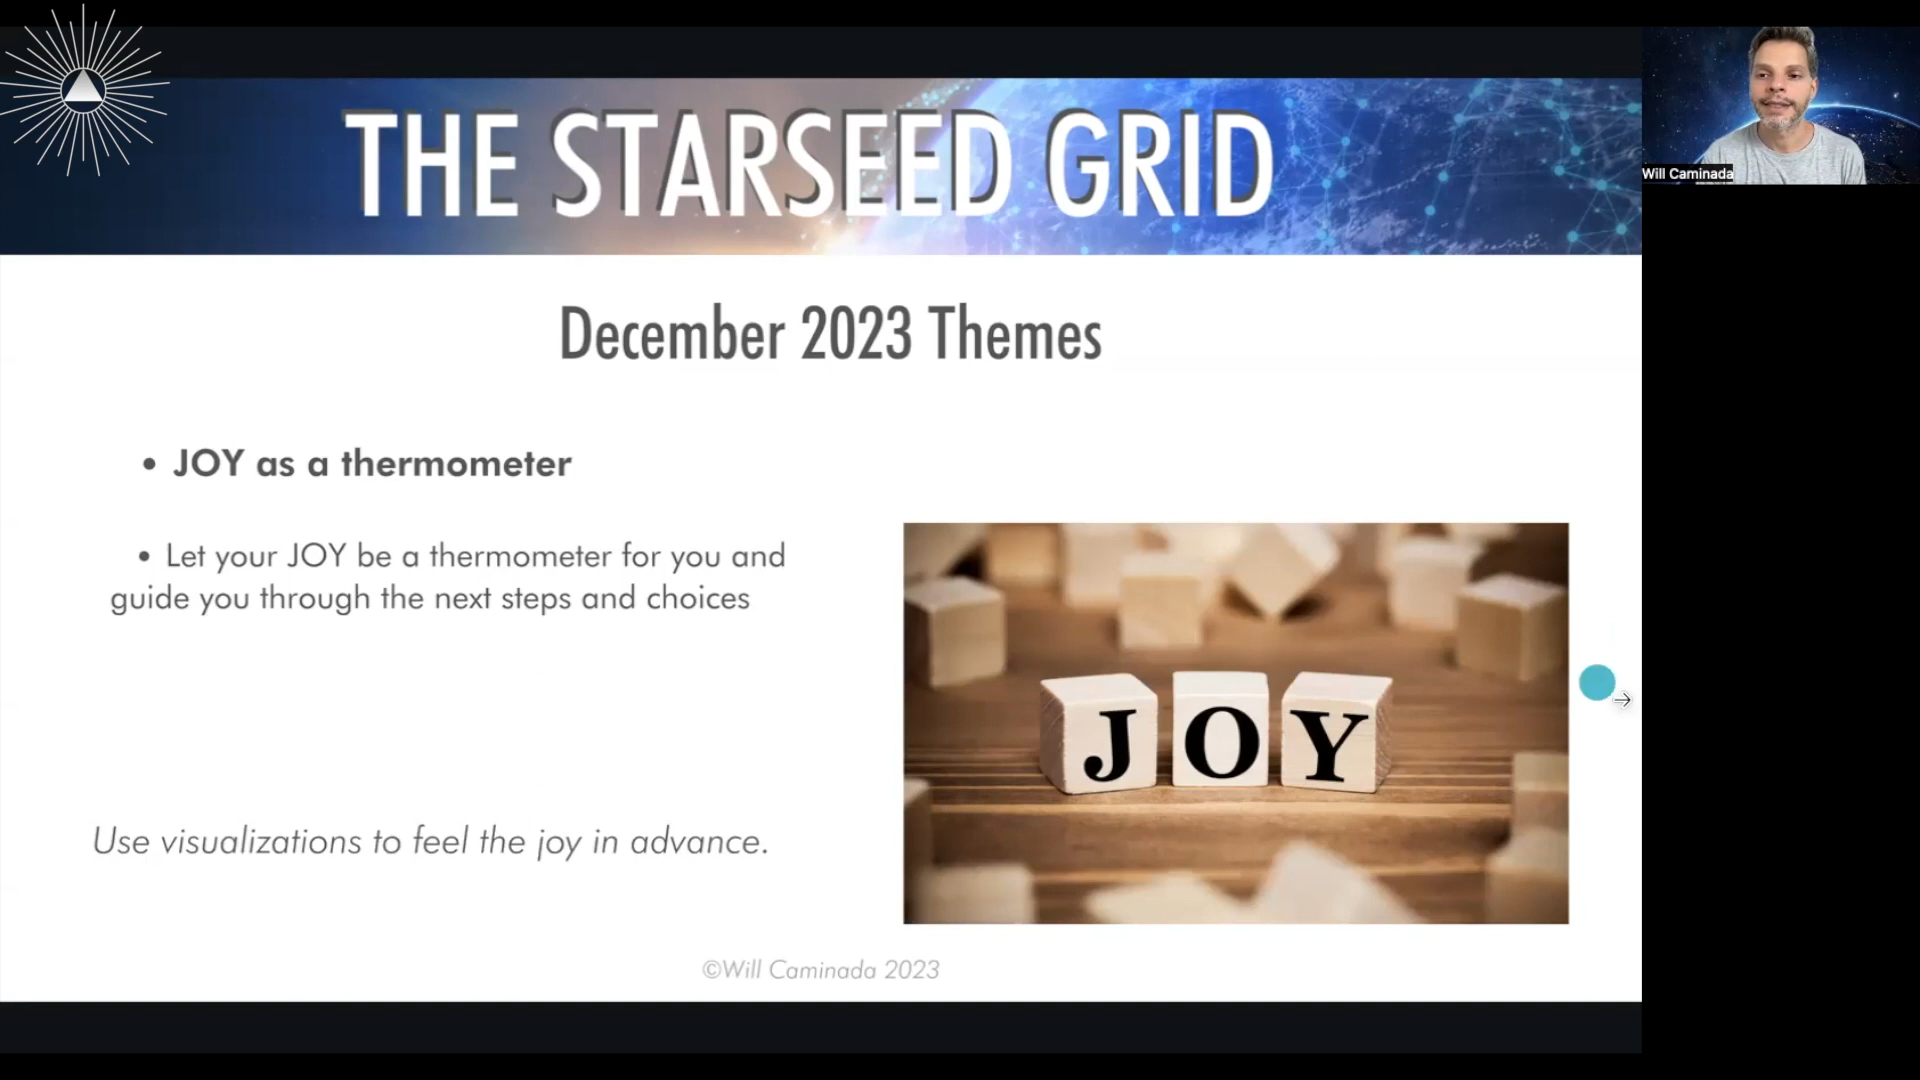 THE STARSEED GRID
Will Caminada
December 2023 Themes
• JOY as a thermometer
• Let your JOY be a thermometer for you and
guide you through the next steps and choices
JOY
Use visualizations to feel the joy in advance.
©Will Caminada 2023